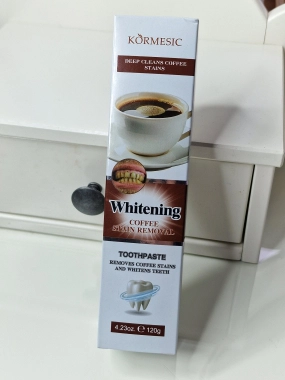 KORMESIC
DEEP CLEANS COFFEE
STAINS
Whitening
COFFEE
STAIN REMOVAL
TOOTHPASTE
REMOVES COFFEE STAINS
AND WHITENS TEETH
4.23oz. ℮ 120g